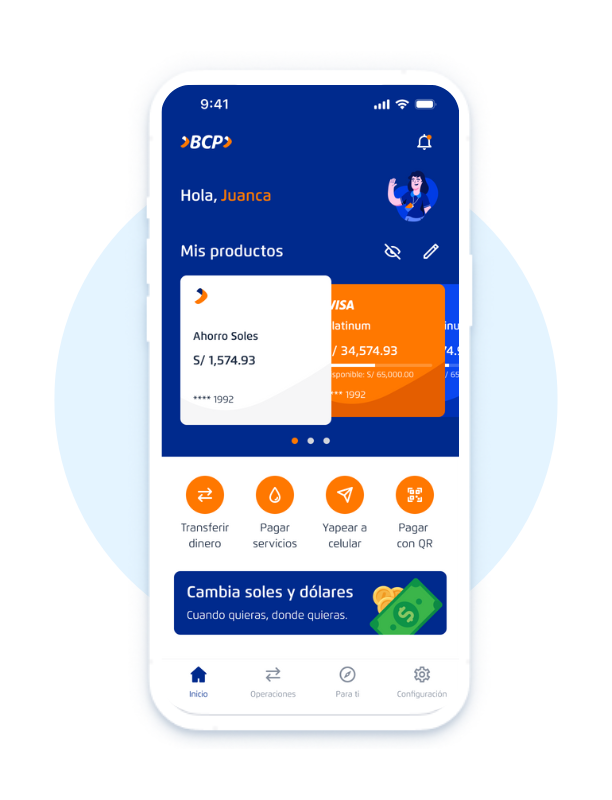 9:41
BCP
Hola, Juanca
Mis productos
Ahorro Soles
S/ 1,574.93
**** 1992
VISA
latinum
/ 34,574.93
sponible: S/ 65,000.00
*** 1992
inu
74.9
/ 65
Transferir
dinero
Pagar
servicios
Yapear a
celular
Pagar
con QR
Cambia soles y dólares
Cuando quieras, donde quieras.
Inicio
Operaciones
Para ti
Configuración